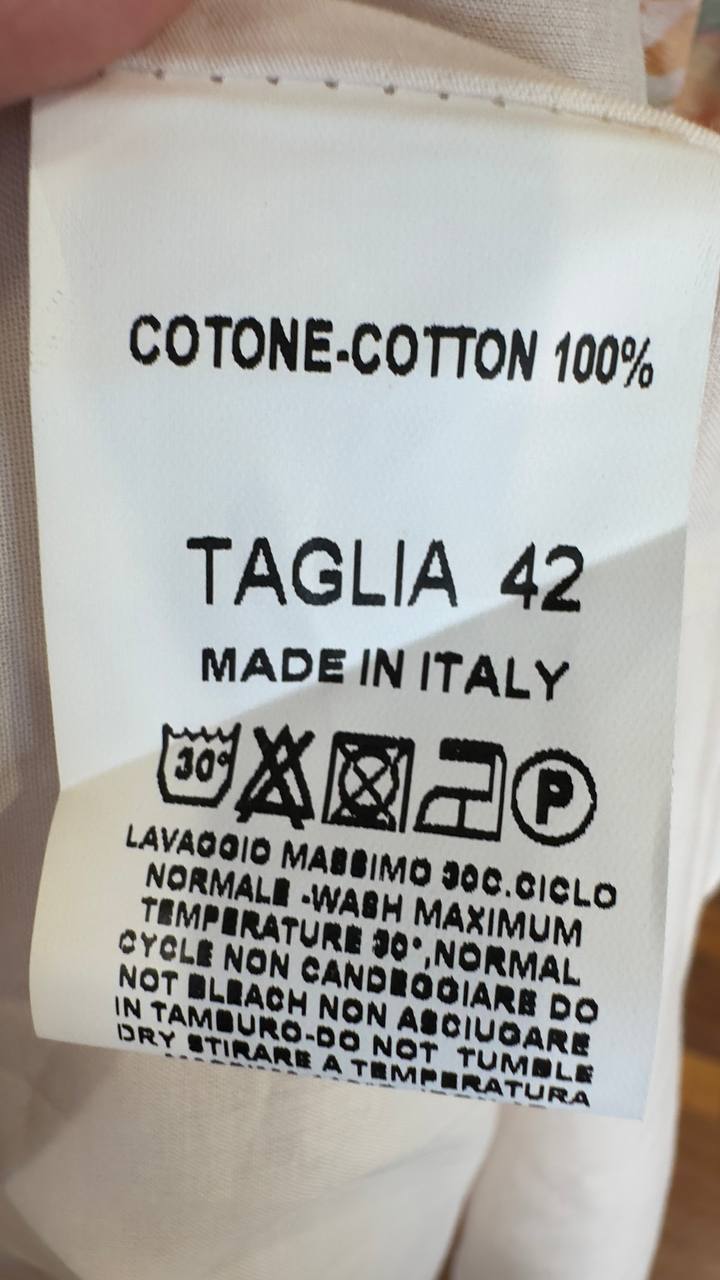 COTONE-COTTON 100%
TAGLIA 42
MADE IN ITALY
30°
P
LAVAGGIO MASSIMO 30C.CICLO
NORMALE -WASH MAXIMUM
TEMPERATURE 30°,NORMAL
CYCLE NON CANDEGGIARE DO
NOT BLEACH NON ASCIUGARE
IN TAMBURO-DO NOT TUMBLE
DRY STIRARE A TEMPERATURA